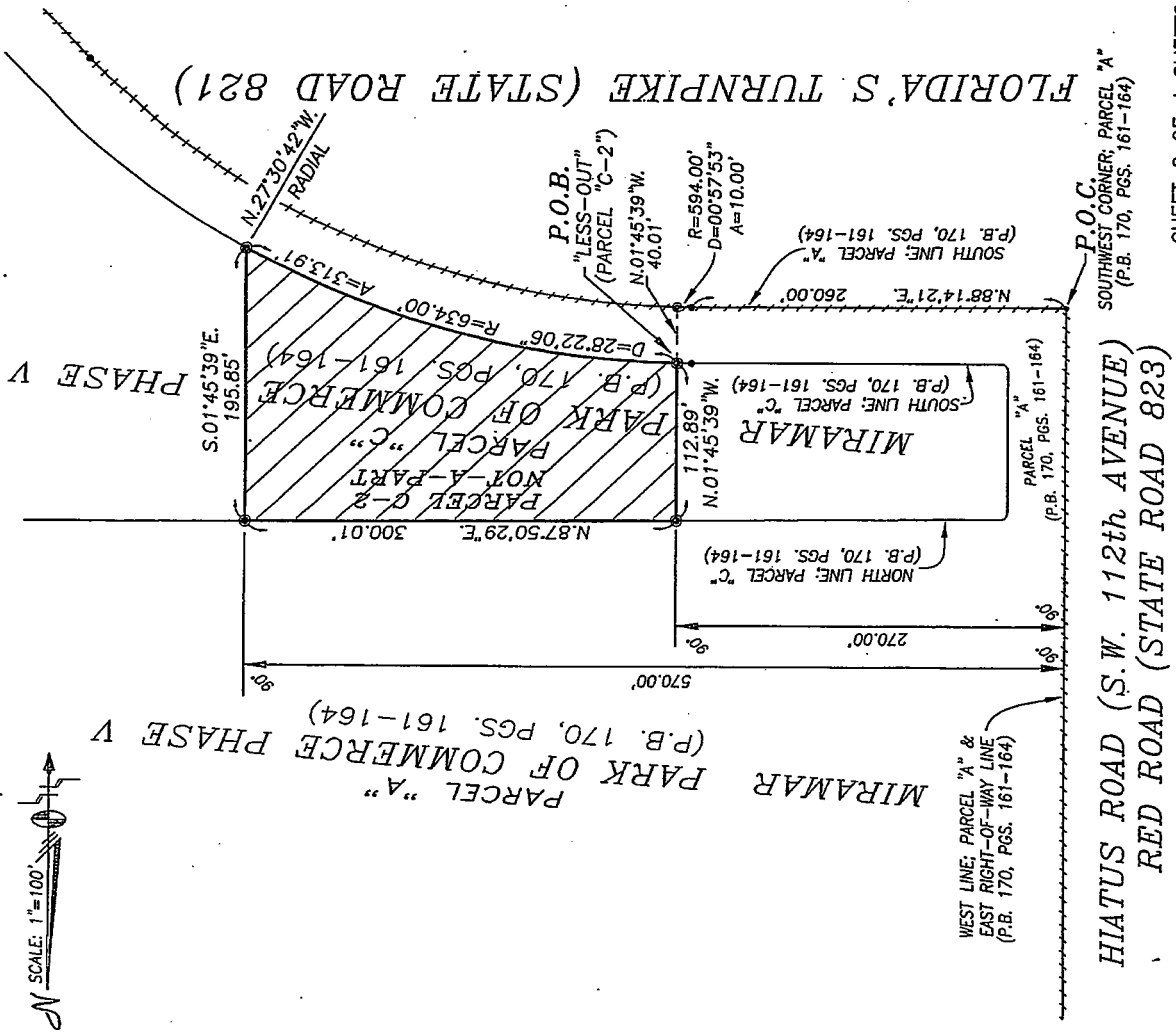 N
SCALE: 1"=100'
PARCEL "A"
MIRAMAR PARK OF COMMERCE PHASE V
(P.B. 170, PGS. 161-164)
570.00'
270.00'
90°
90°
90°
90°
WEST LINE; PARCEL "A" &
EAST RIGHT-OF-WAY LINE
(P.B. 170, PGS. 161-164)
NORTH LINE; PARCEL "C"
(P.B. 170, PGS. 161-164)
N.87°50'29"E. 300.01'
S.01°45'39"E.
195.85'
PARCEL C-2
NOT-A-PART
PARCEL "C"
MIRAMAR PARK OF COMMERCE PHASE V
(P.B. 170, PGS. 161-164)
112.89'
N.01°45'39"W.
D=28°22'06" R=634.00' A=313.91'
N.27°30'42"W.
RADIAL
SOUTH LINE; PARCEL "C"
(P.B. 170, PGS. 161-164)
PARCEL "A"
(P.B. 170, PGS. 161-164)
P.O.B.
"LESS-OUT"
(PARCEL "C-2")
N.01°45'39"W.
40.01'
R=594.00'
D=00°57'53"
A=10.00'
N.88°14'21"E. 260.00'
SOUTH LINE; PARCEL "A"
(P.B. 170, PGS. 161-164)
P.O.C.
SOUTHWEST CORNER; PARCEL "A"
(P.B. 170, PGS. 161-164)
FLORIDA'S TURNPIKE (STATE ROAD 821)
HIATUS ROAD (S.W. 112th AVENUE)
RED ROAD (STATE ROAD 823)